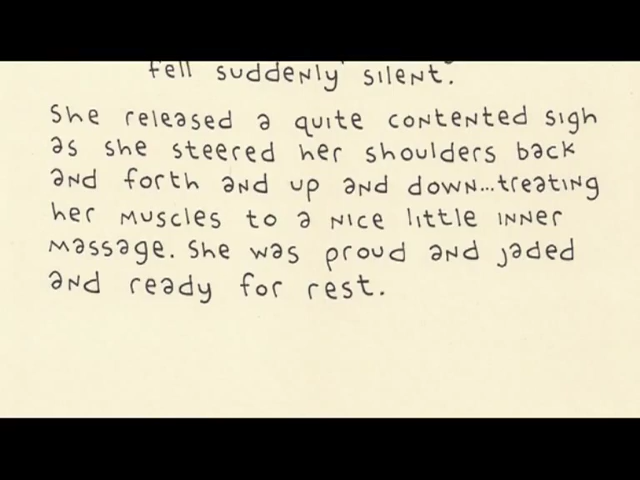 fell suddenly silent.
She released a quite contented sigh
as she steered her shoulders back
and forth and up and down...treating
her muscles to a nice little inner
massage. She was proud and jaded
and ready for rest.